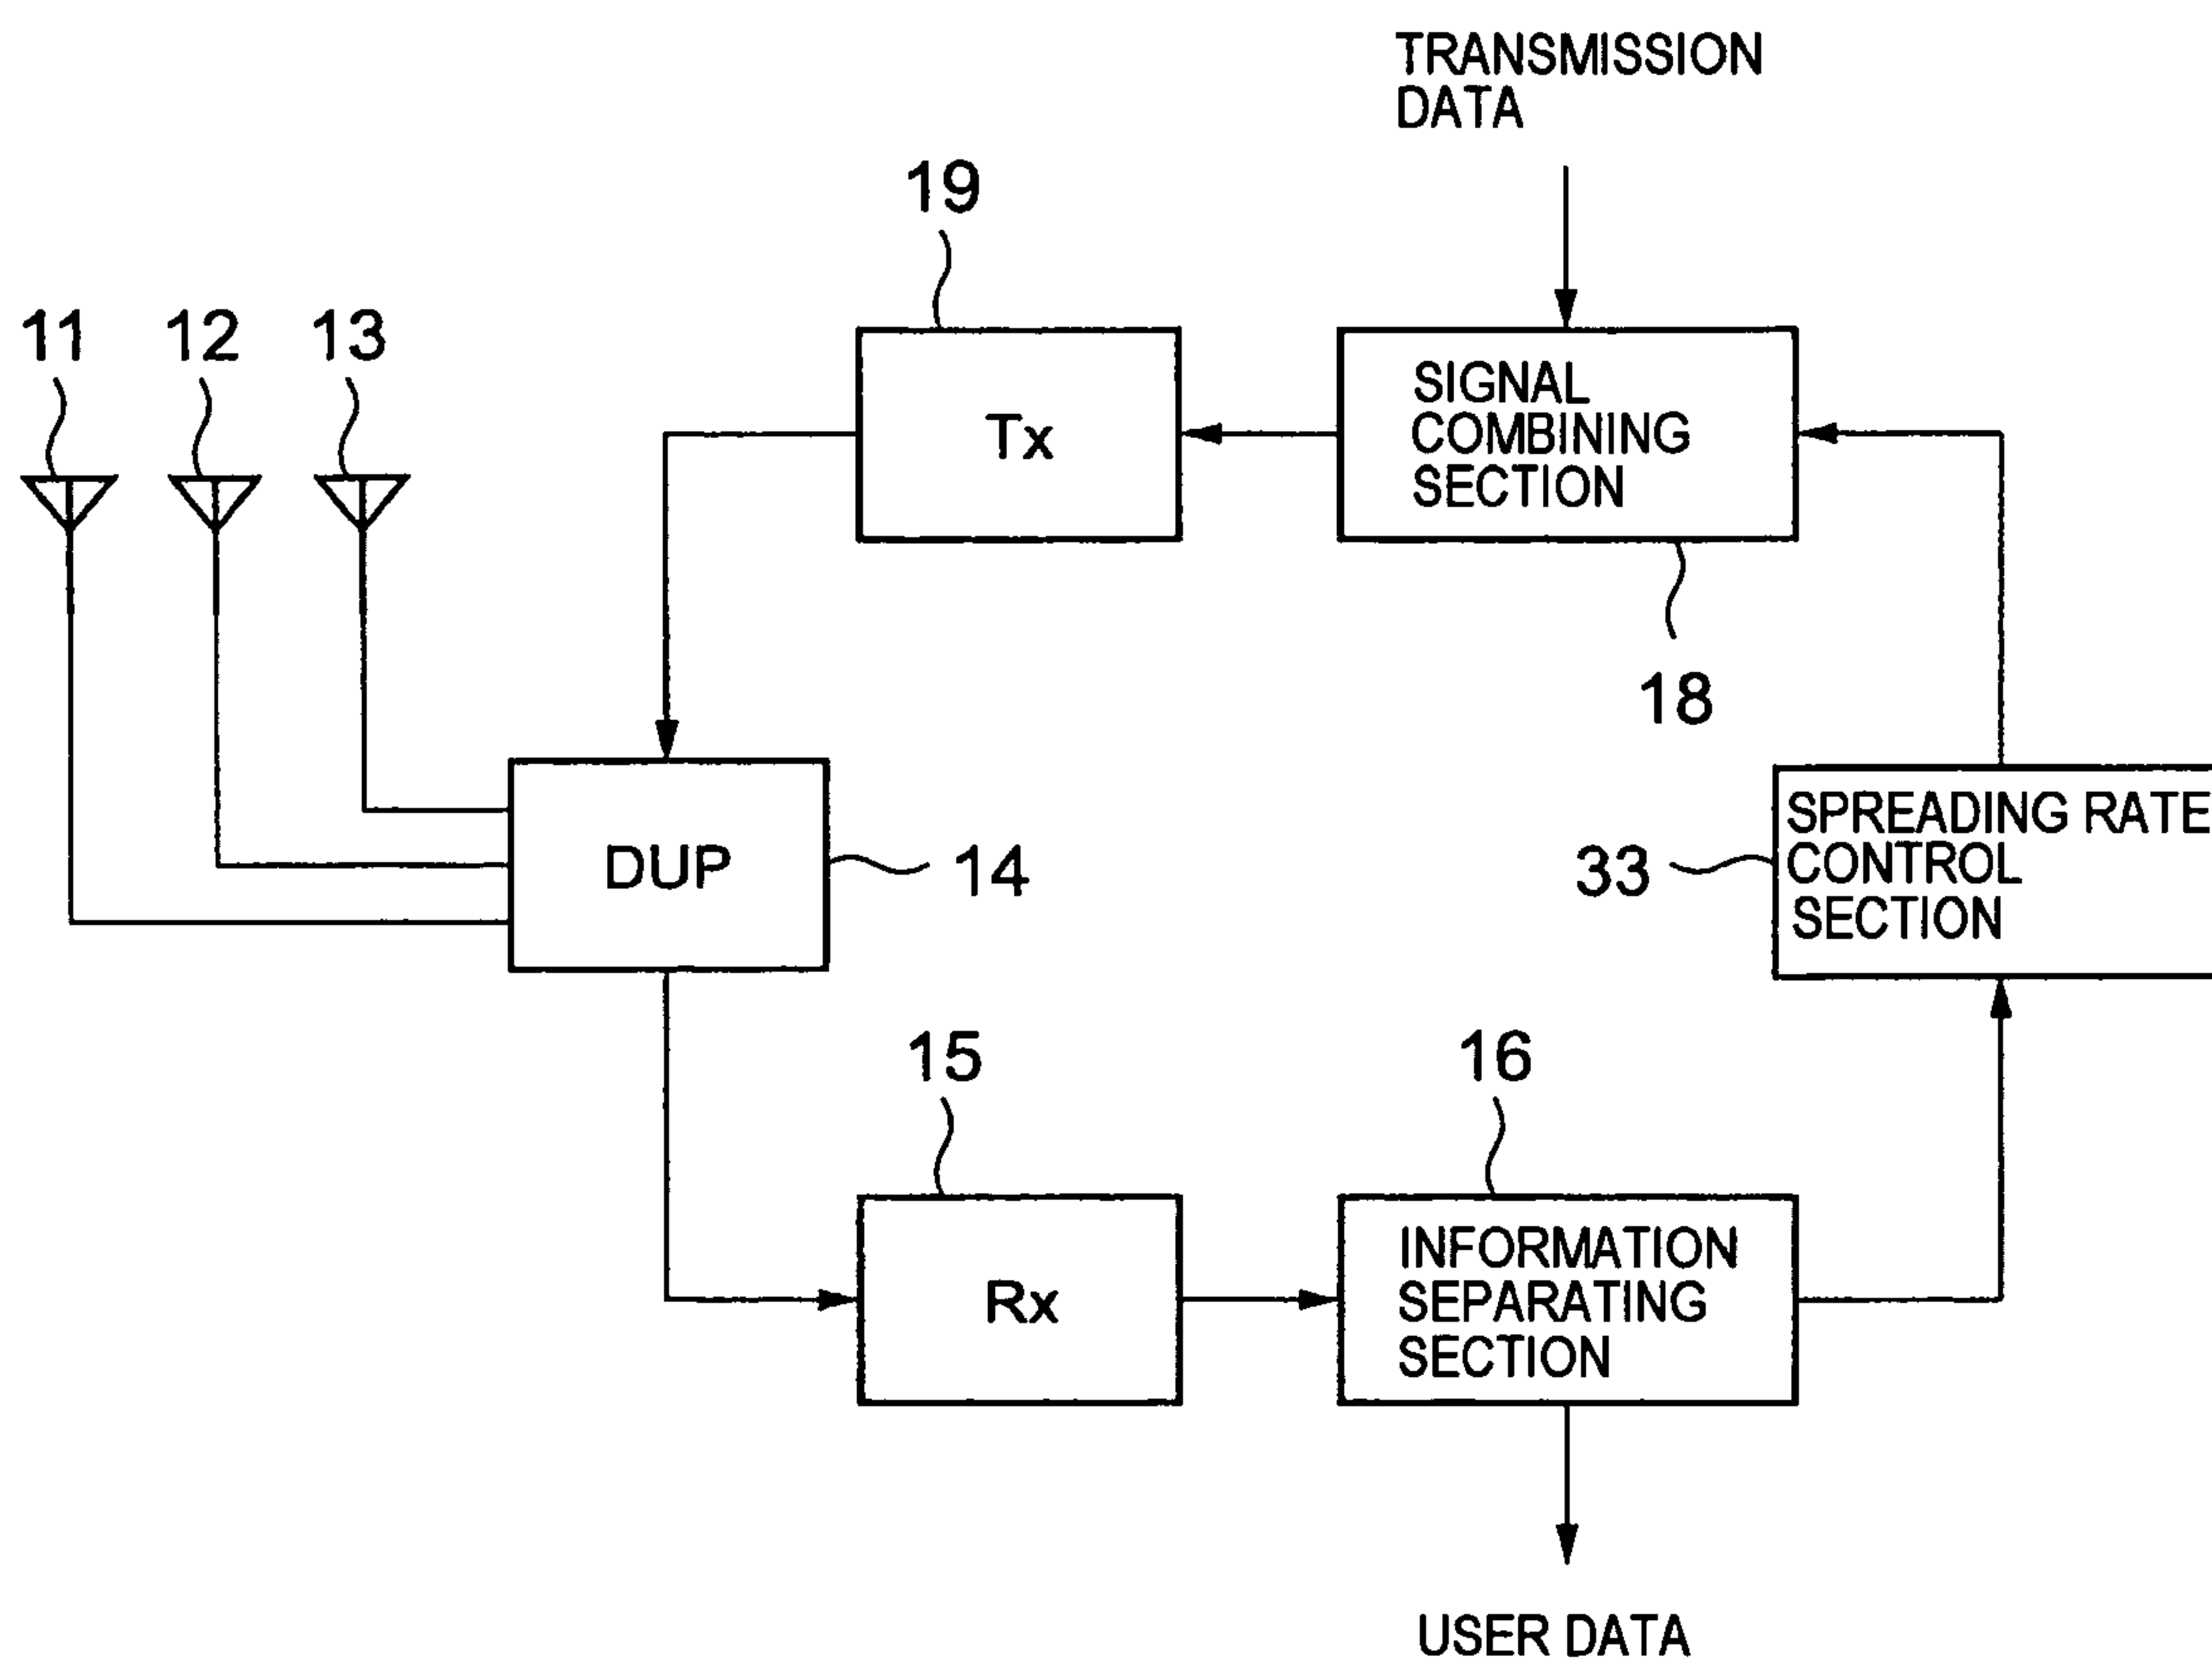 TRANSMISSION
DATA
19
11
12
13
Tx
SIGNAL
COMBINING
SECTION
18
DUP
14
33
SPREADING RATE
CONTROL
SECTION
15
16
Rx
INFORMATION
SEPARATING
SECTION
USER DATA